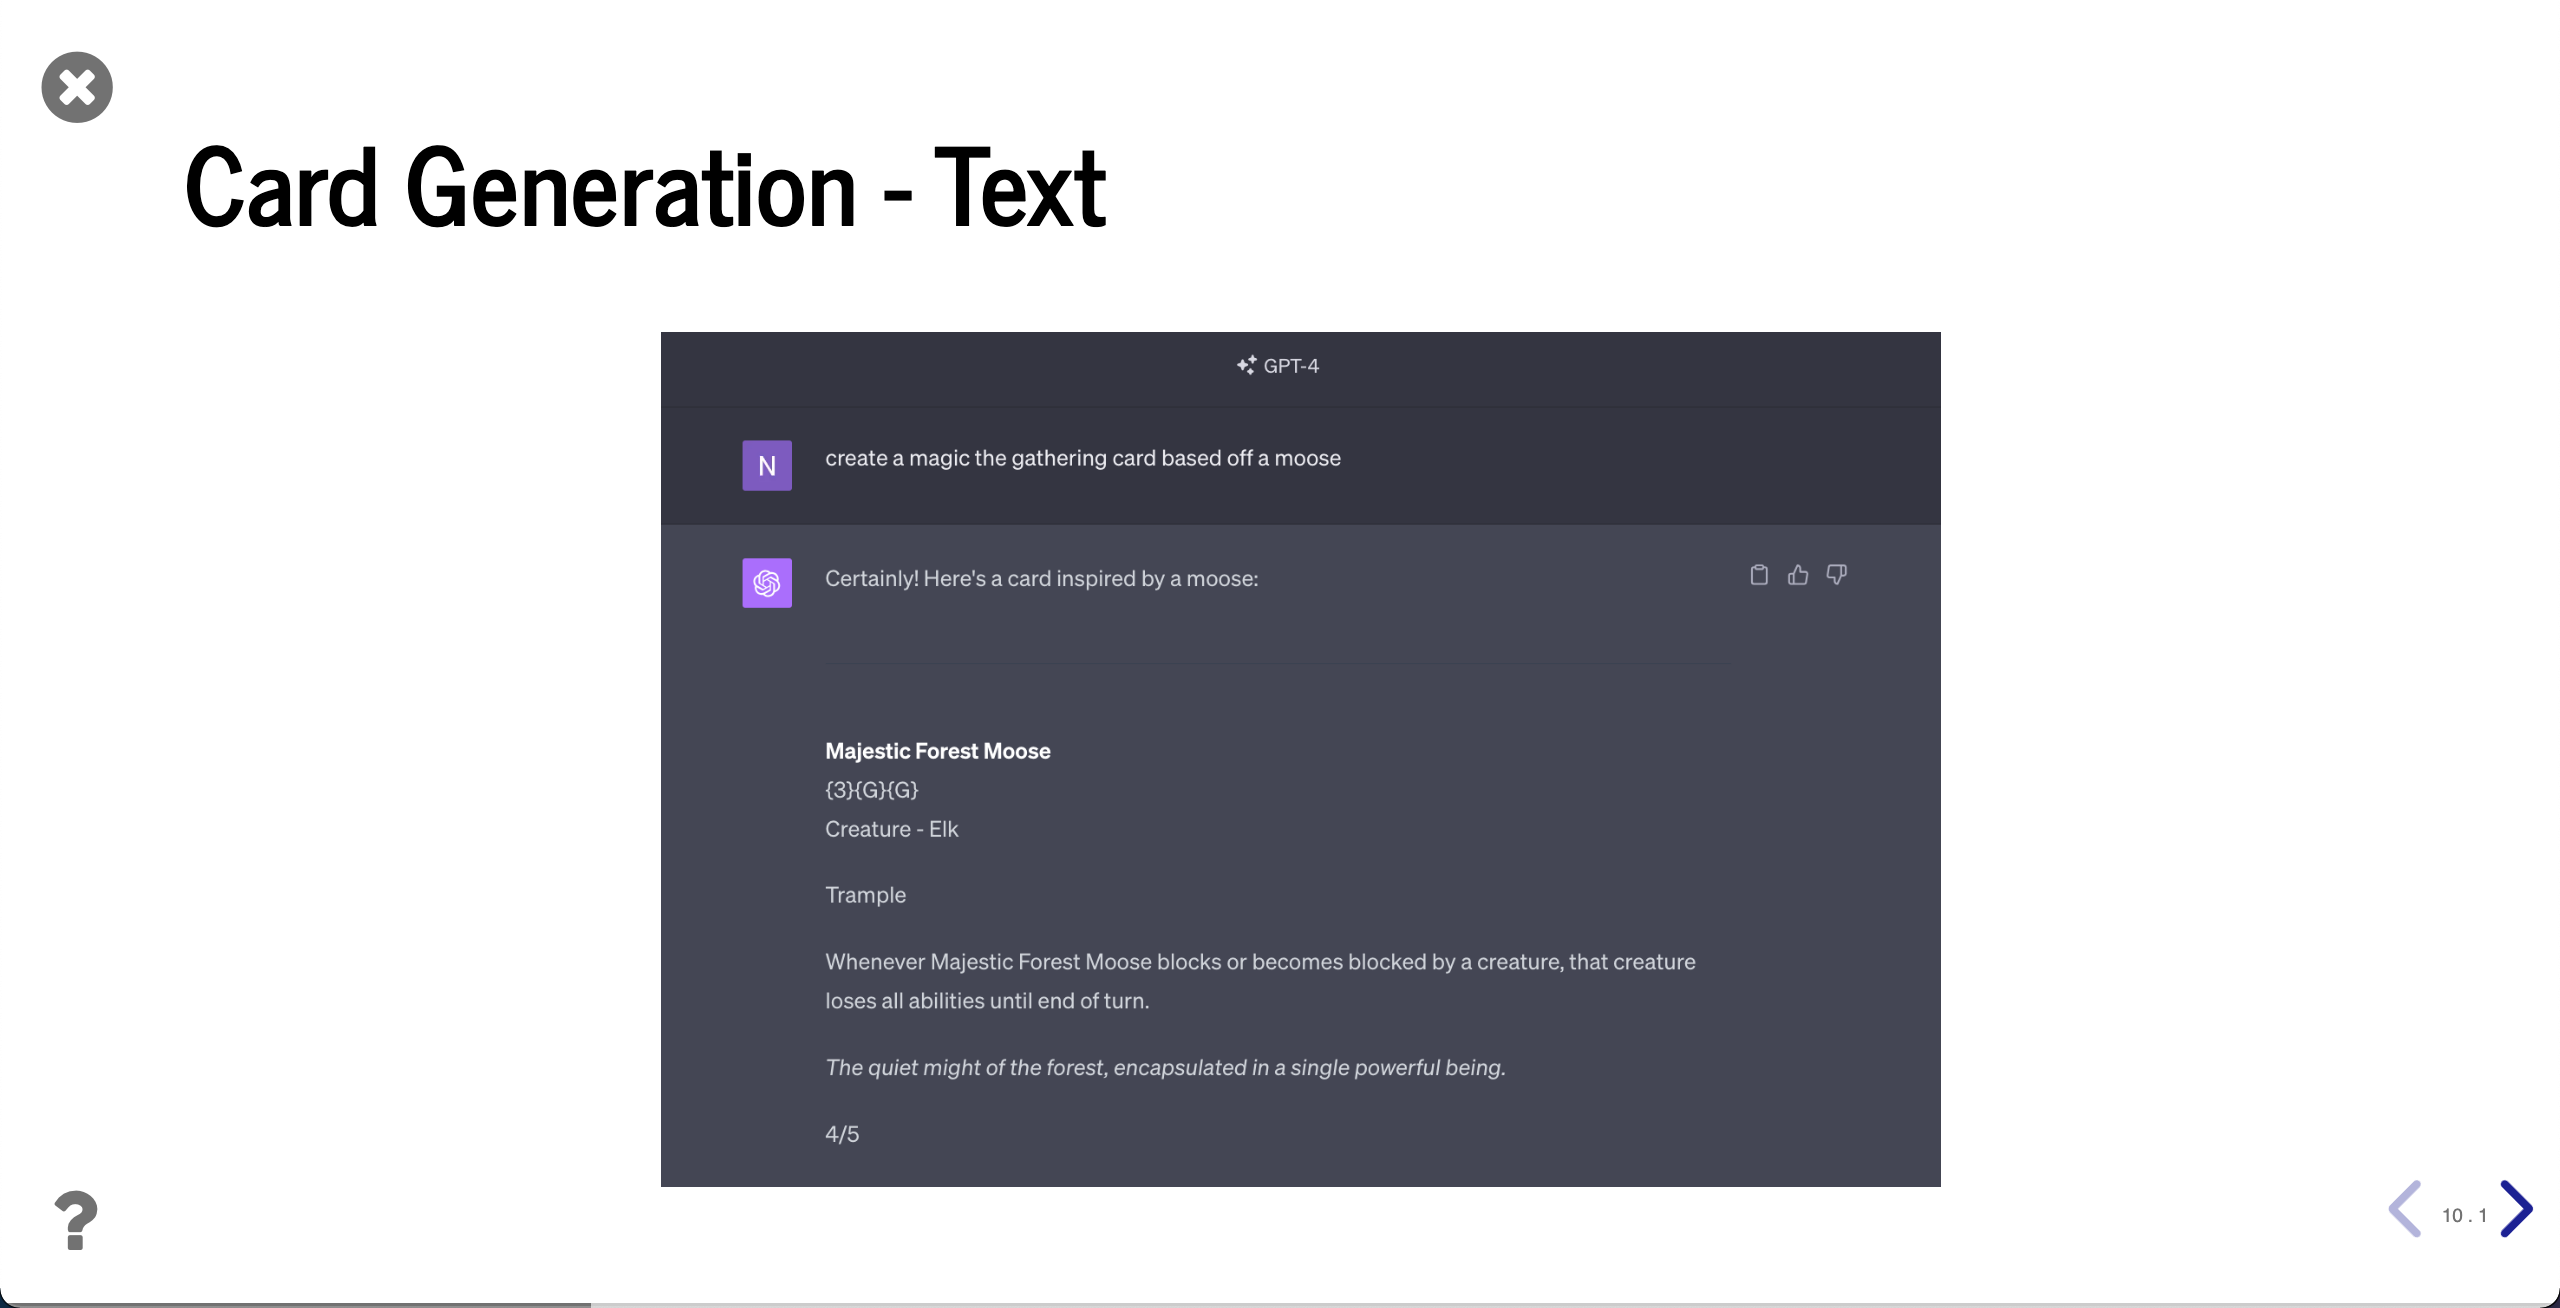 Card Generation - Text
GPT-4
N
create a magic the gathering card based off a moose
Certainly! Here's a card inspired by a moose:
Majestic Forest Moose
{3}{G}{G}
Creature - Elk
Trample
Whenever Majestic Forest Moose blocks or becomes blocked by a creature, that creature
loses all abilities until end of turn.
The quiet might of the forest, encapsulated in a single powerful being.
4/5
?
10 . 1